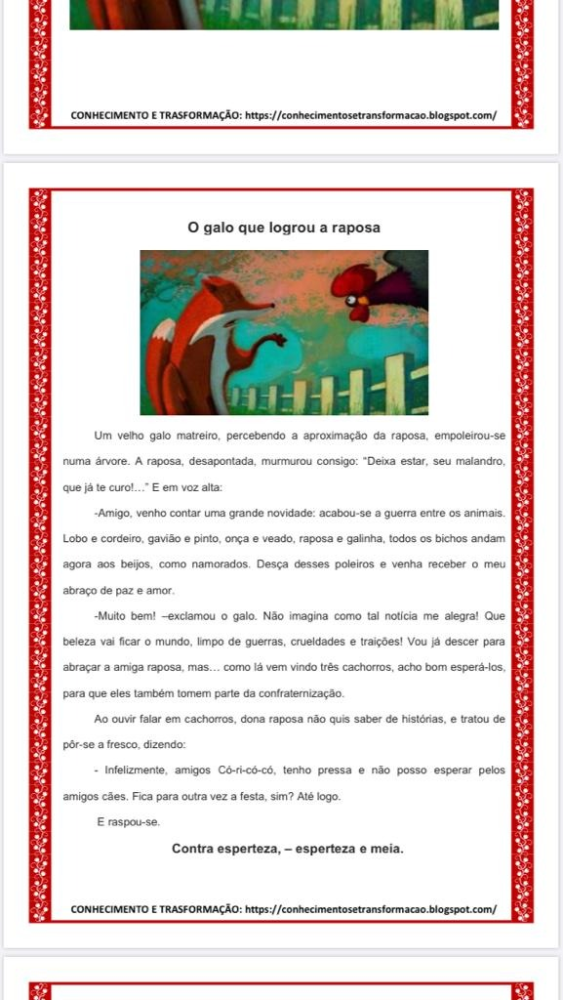 CONHECIMENTO E TRASFORMAÇÃO: https://conhecimentosetransformacao.blogspot.com/
O galo que logrou a raposa
Um velho galo matreiro, percebendo a aproximação da raposa, empoleirou-se
numa árvore. A raposa, desapontada, murmurou consigo: “Deixa estar, seu malandro,
que já te curo!...” E em voz alta:
-Amigo, venho contar uma grande novidade: acabou-se a guerra entre os animais.
Lobo e cordeiro, gavião e pinto, onça e veado, raposa e galinha, todos os bichos andam
agora aos beijos, como namorados. Desça desses poleiros e venha receber o meu
abraço de paz e amor.
-Muito bem! –exclamou o galo. Não imagina como tal notícia me alegra! Que
beleza vai ficar o mundo, limpo de guerras, crueldades e traições! Vou já descer para
abraçar a amiga raposa, mas... como lá vem vindo três cachorros, acho bom esperá-los,
para que eles também tomem parte da confraternização.
Ao ouvir falar em cachorros, dona raposa não quis saber de histórias, e tratou de
pôr-se a fresco, dizendo:
- Infelizmente, amigos Có-ri-có-có, tenho pressa e não posso esperar pelos
amigos cães. Fica para outra vez a festa, sim? Até logo.
E raspou-se.
Contra esperteza, – esperteza e meia.
CONHECIMENTO E TRASFORMAÇÃO: https://conhecimentosetransformacao.blogspot.com/